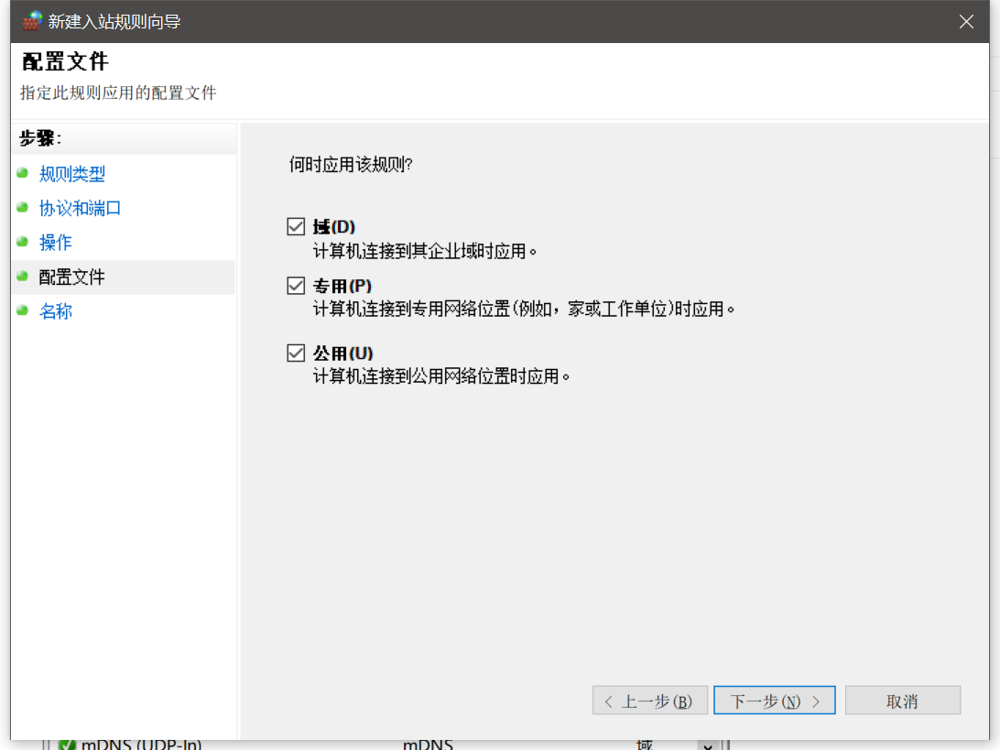 新建入站规则向导
配置文件
指定此规则应用的配置文件
步骤:
规则类型
协议和端口
操作
配置文件
名称
何时应用该规则?
域(D)
计算机连接到其企业域时应用。
专用(P)
计算机连接到专用网络位置(例如，家或工作单位)时应用。
公用(U)
计算机连接到公用网络位置时应用。
< 上一步(B)
下一步(N) >
取消
mDNS (UDP-In) mDNS 域